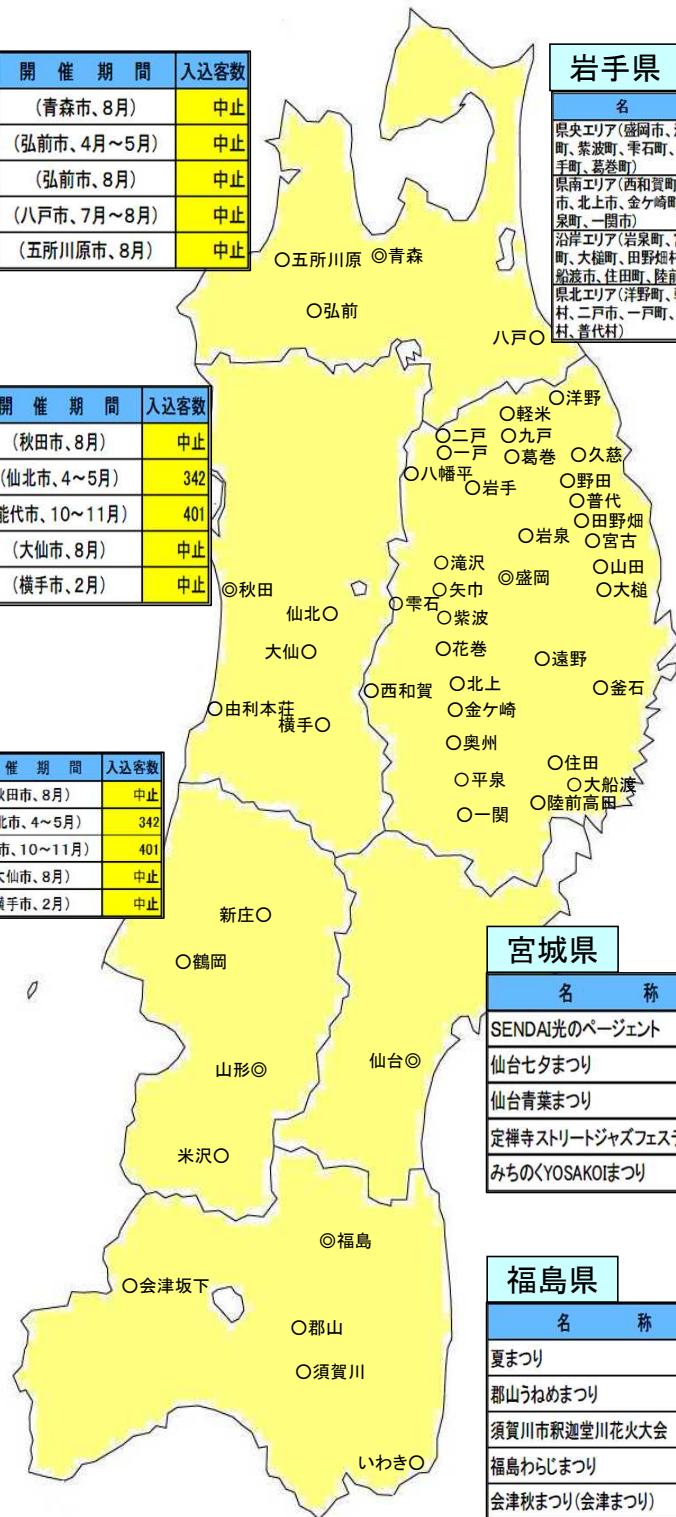 開催期間 入込客数
(青森市、8月) 中止
(弘前市、4月～5月) 中止
(弘前市、8月) 中止
(八戸市、7月～8月) 中止
(五所川原市、8月) 中止
岩手県
名
県央エリア(盛岡市、
町、紫波町、雫石町、
手町、葛巻町)
県南エリア(西和賀町
市、北上市、金ケ崎町
泉町、一関市)
沿岸エリア(岩泉町、
町、大槌町、田野畑村
船渡市、住田町、陸前
県北エリア(洋野町、
村、二戸市、一戸町、
村、普代村)
○五所川原
◎青森
○弘前
八戸○
開催期間 入込客数
(秋田市、8月) 中止
(仙北市、4～5月) 342
能代市、10～11月) 401
(大仙市、8月) 中止
(横手市、2月) 中止
○洋野
○軽米
○二戸
○九戸
○一戸
○葛巻
○久慈
○八幡平
○岩手
○野田
○普代
○田野畑
○岩泉
○宮古
○滝沢
◎盛岡
○山田
◎秋田
○矢巾
○大槌
○雫石
仙北○
○紫波
大仙○
○花巻
○遠野
○西和賀
○北上
○釜石
○由利本荘
○金ケ崎
横手○
○奥州
○住田
○平泉
○大船渡
○陸前高田
○一関
催期間 入込客数
秋田市、8月) 中止
北市、4～5月) 342
市、10～11月) 401
大仙市、8月) 中止
横手市、2月) 中止
新庄○
○鶴岡
山形◎
仙台◎
米沢○
宮城県
名称
SENDAI光のページェント
仙台七夕まつり
仙台青葉まつり
定禅寺ストリートジャズフェステ
みちのくYOSAKOIまつり
◎福島
○会津坂下
○郡山
○須賀川
いわき○
福島県
名称
夏まつり
郡山うねめまつり
須賀川市釈迦堂川花火大会
福島わらじまつり
会津秋まつり(会津まつり)